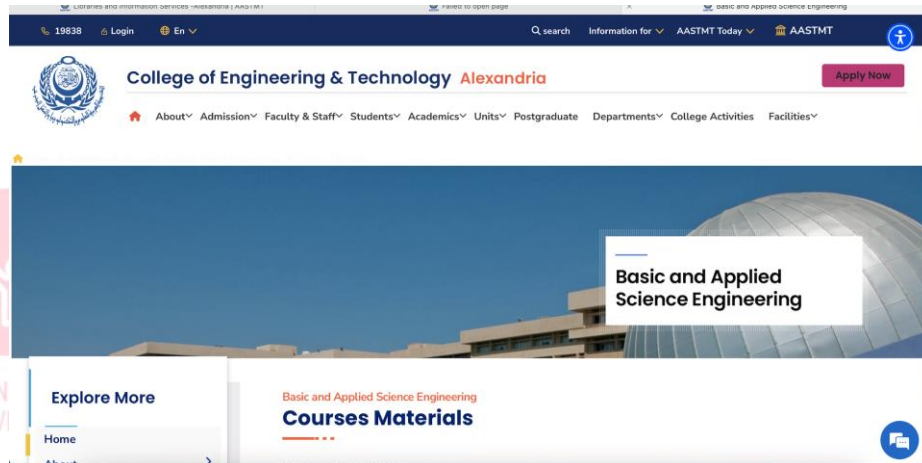 Libraries and Information Services -Alexandria | AASTMT
Failed to open page
Basic and Applied Science Engineering
19838 Login En search Information for AASTMT Today AASTMT
College of Engineering & Technology Alexandria
Apply Now
About Admission Faculty & Staff Students Academics Units Postgraduate Departments College Activities Facilities
Basic and Applied
Science Engineering
Explore More
Home
About
Basic and Applied Science Engineering
Courses Materials